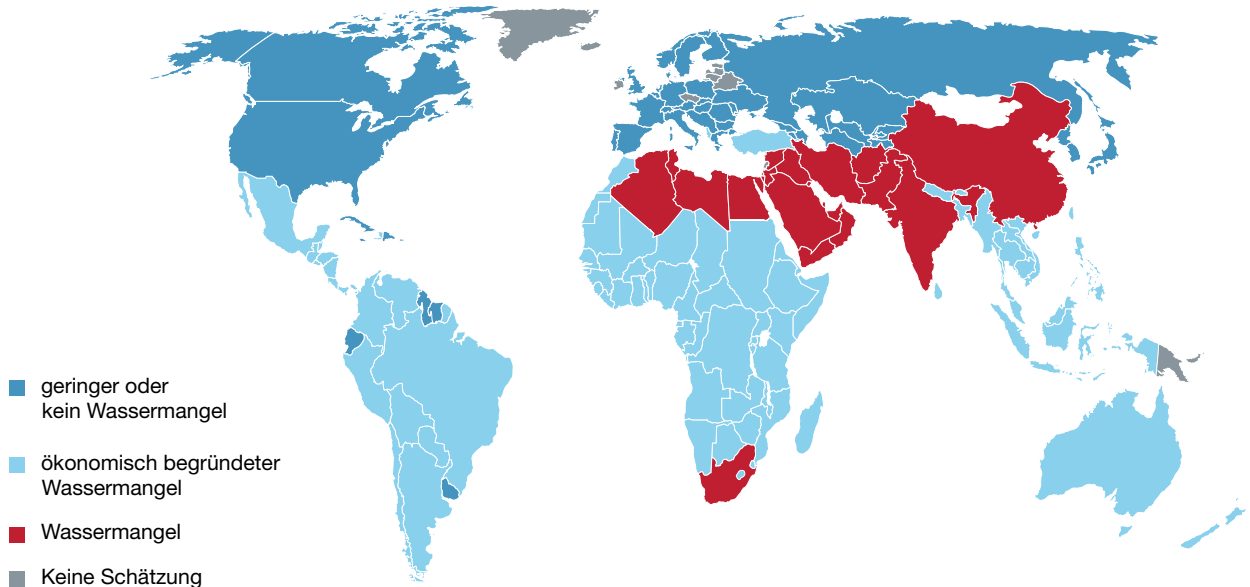 geringer oder
kein Wassermangel
ökonomisch begründeter
Wassermangel
Wassermangel
Keine Schätzung